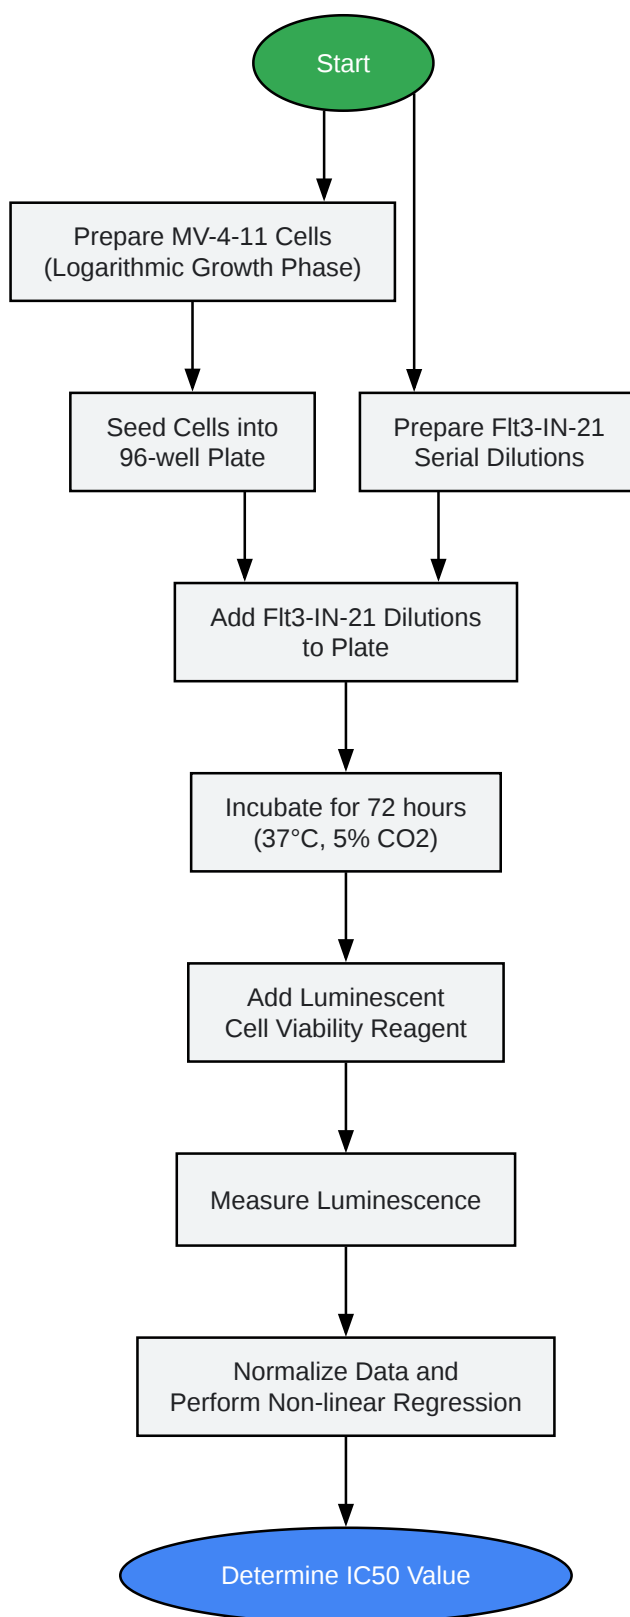 Start
Prepare MV-4-11 Cells
(Logarithmic Growth Phase)
Seed Cells into
96-well Plate
Prepare Flt3-IN-21
Serial Dilutions
Add Flt3-IN-21 Dilutions
to Plate
Incubate for 72 hours
(37°C, 5% CO2)
Add Luminescent
Cell Viability Reagent
Measure Luminescence
Normalize Data and
Perform Non-linear Regression
Determine IC50 Value